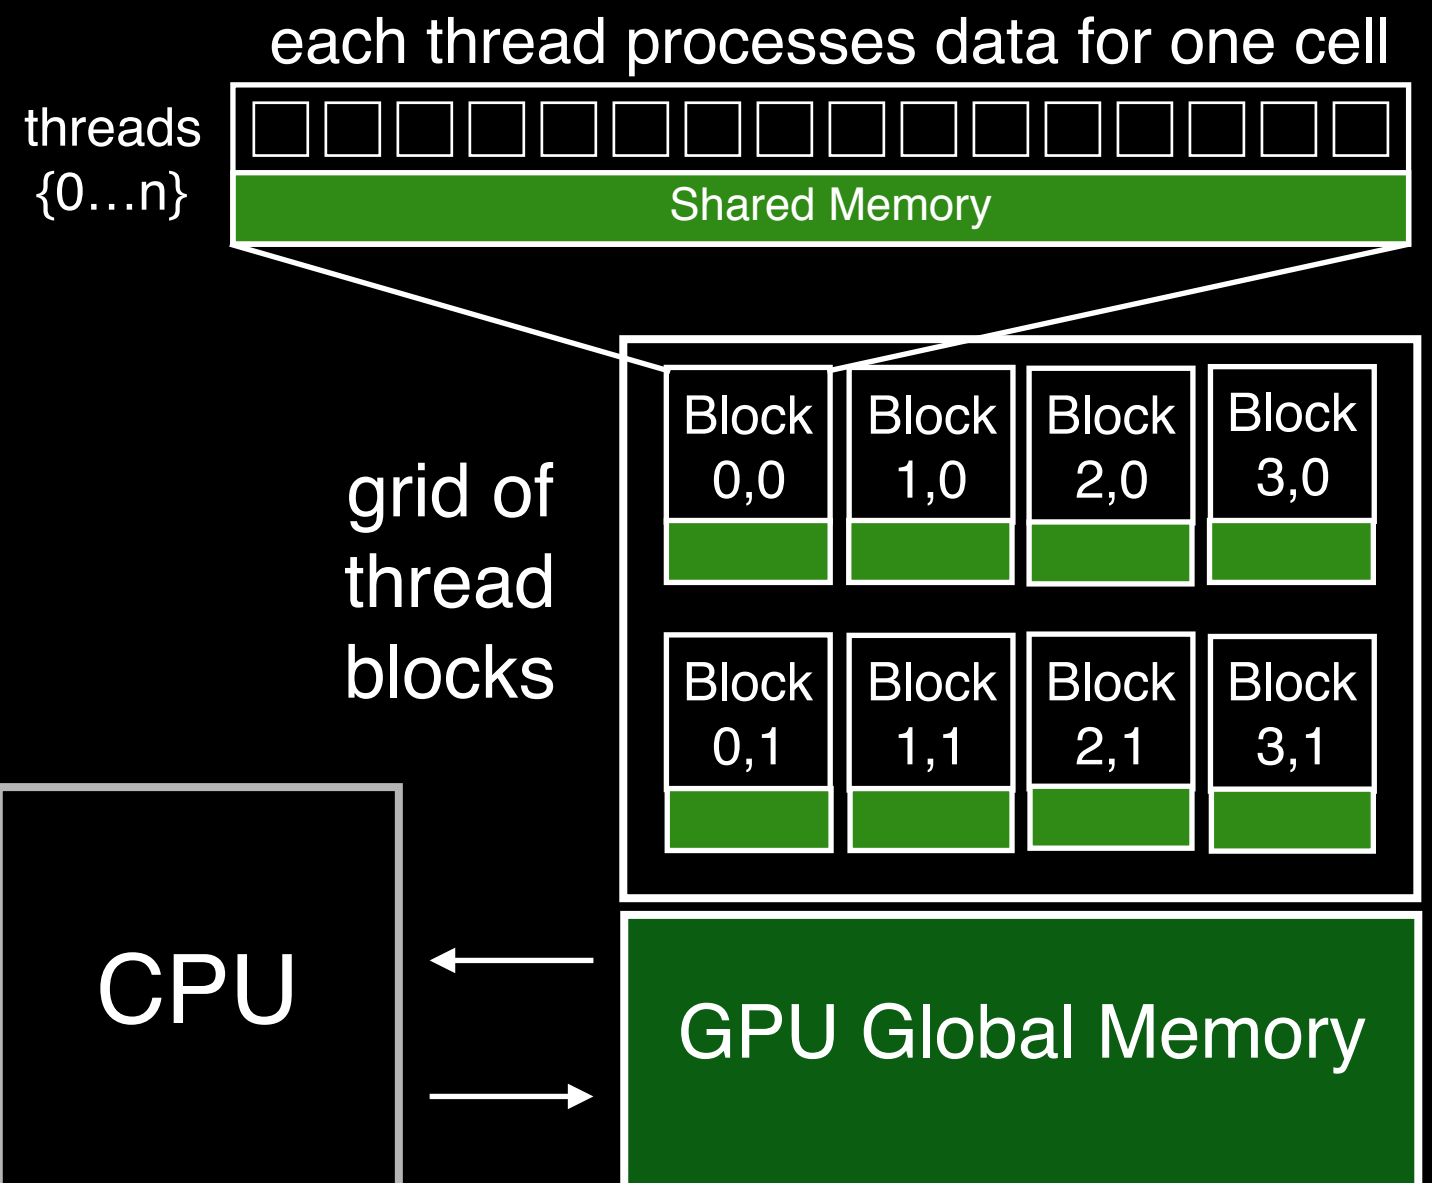 each thread processes data for one cell
threads
{0…n}
Shared Memory
grid of
thread
blocks
Block
0,0
Block
1,0
Block
2,0
Block
3,0
Block
0,1
Block
1,1
Block
2,1
Block
3,1
CPU
GPU Global Memory